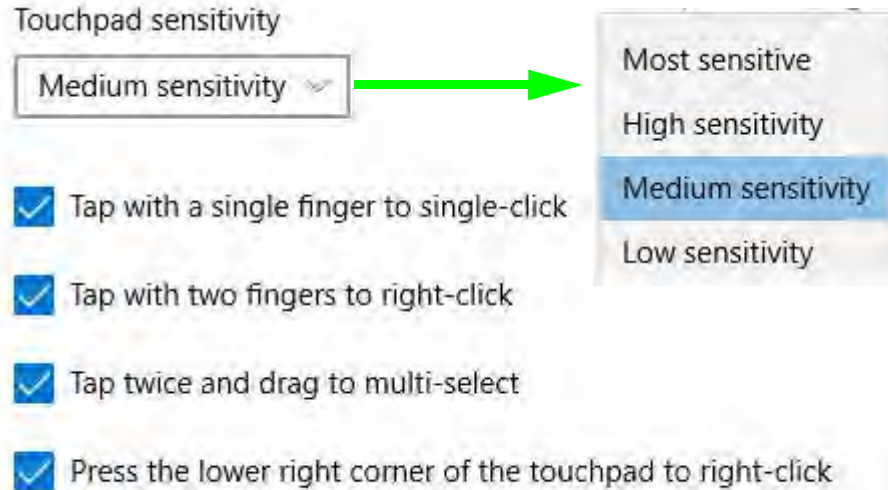 Touchpad sensitivity
Medium sensitivity
Most sensitive
High sensitivity
Medium sensitivity
Low sensitivity
Tap with a single finger to single-click
Tap with two fingers to right-click
Tap twice and drag to multi-select
Press the lower right corner of the touchpad to right-click